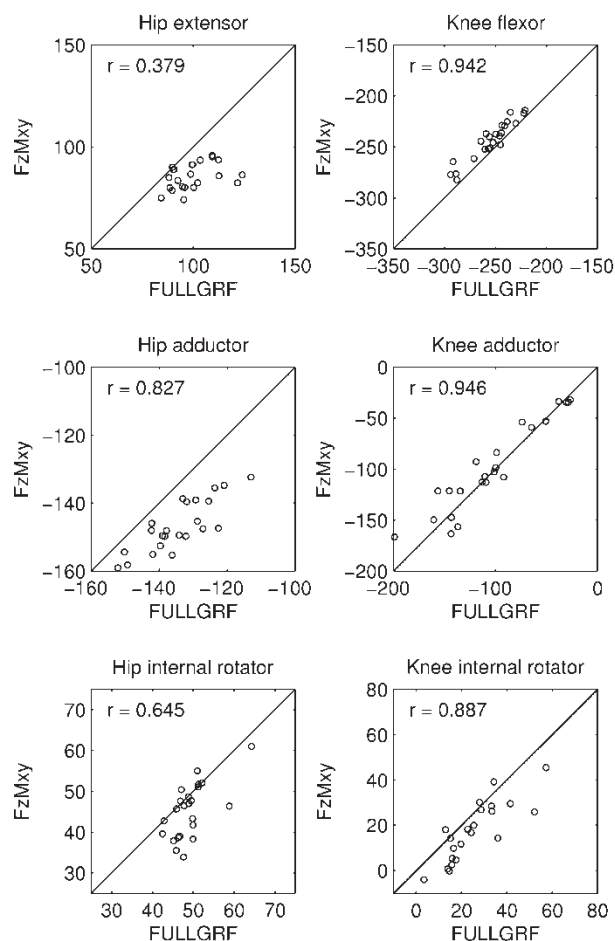 Hip extensor
150
r = 0.379
100
FzMxy
50
50 100 150
FULLGRF
Knee flexor
−150
r = 0.942
−200
−250
FzMxy
−300
−350
−350 −300 −250 −200 −150
FULLGRF
Hip adductor
−100
r = 0.827
−120
FzMxy
−140
−160
−160 −140 −120 −100
FULLGRF
Knee adductor
0
r = 0.946
−50
−100
FzMxy
−150
−200
−200 −100 0
FULLGRF
Hip internal rotator
70
r = 0.645
60
50
FzMxy
40
30
30 40 50 60 70
FULLGRF
Knee internal rotator
80
r = 0.887
60
40
FzMxy
20
0
0 20 40 60 80
FULLGRF